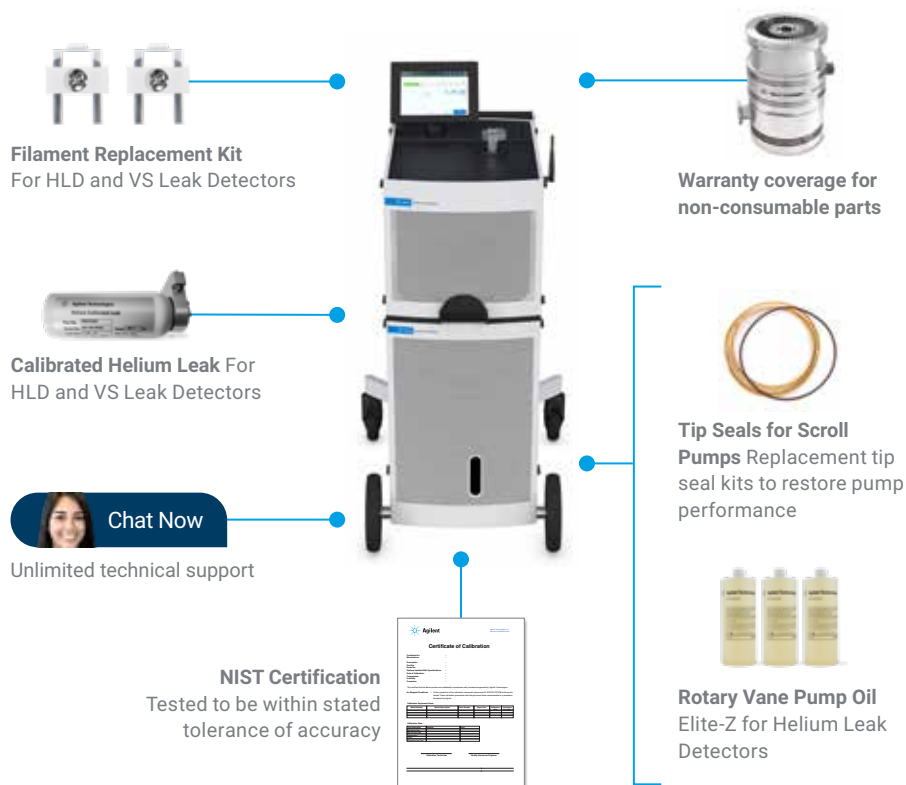 Filament Replacement Kit
For HLD and VS Leak Detectors
Warranty coverage for
non-consumable parts
Agilent Technologies
Calibrated Helium Leak For
HLD and VS Leak Detectors
Tip Seals for Scroll
Pumps Replacement tip
seal kits to restore pump
performance
Chat Now
Unlimited technical support
Agilent
Certificate of Calibration
NIST Certification
Tested to be within stated
tolerance of accuracy
Rotary Vane Pump Oil
Elite-Z for Helium Leak
Detectors